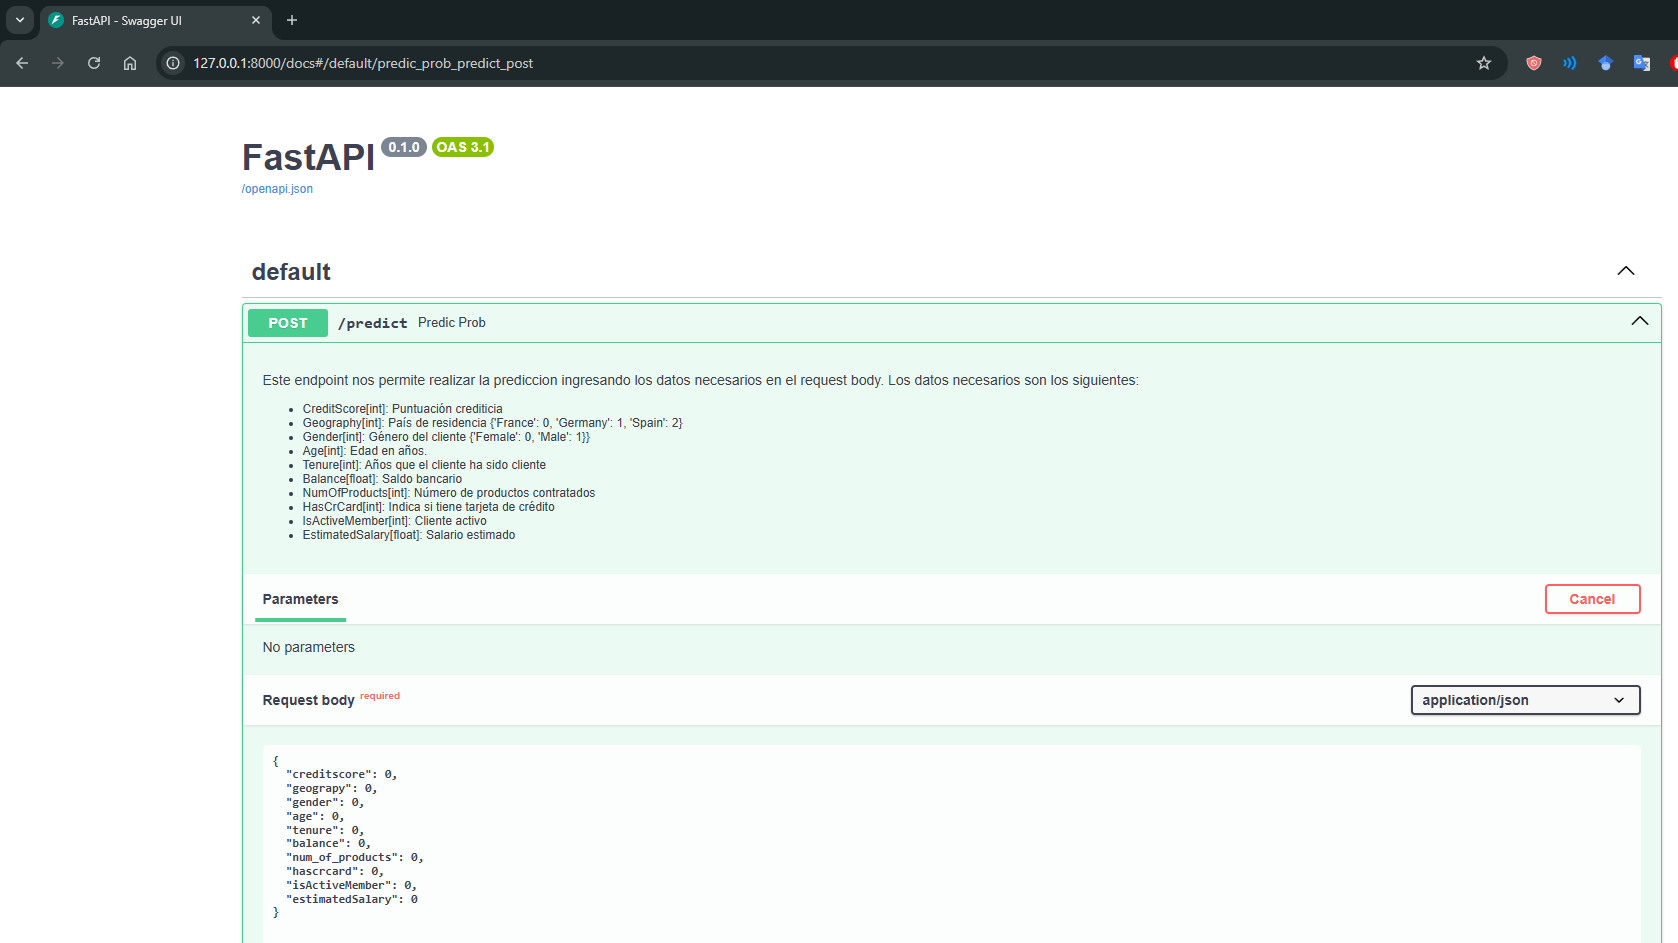 FastAPI - Swagger UI
127.0.0.1:8000/docs#/default/predic_prob_predict_post
FastAPI 0.1.0 OAS 3.1
/openapi.json
default
POST /predict Predic Prob
Este endpoint nos permite realizar la prediccion ingresando los datos necesarios en el request body. Los datos necesarios son los siguientes:
CreditScore[int]: Puntuación crediticia
Geography[int]: País de residencia {'France': 0, 'Germany': 1, 'Spain': 2}
Gender[int]: Género del cliente {'Female': 0, 'Male': 1}}
Age[int]: Edad en años.
Tenure[int]: Años que el cliente ha sido cliente
Balance[float]: Saldo bancario
NumOfProducts[int]: Número de productos contratados
HasCrCard[int]: Indica si tiene tarjeta de crédito
IsActiveMember[int]: Cliente activo
EstimatedSalary[float]: Salario estimado
Parameters Cancel
No parameters
Request body required application/json
{
"creditscore": 0,
"geograpy": 0,
"gender": 0,
"age": 0,
"tenure": 0,
"balance": 0,
"num_of_products": 0,
"hascrcard": 0,
"isActiveMember": 0,
"estimatedSalary": 0
}